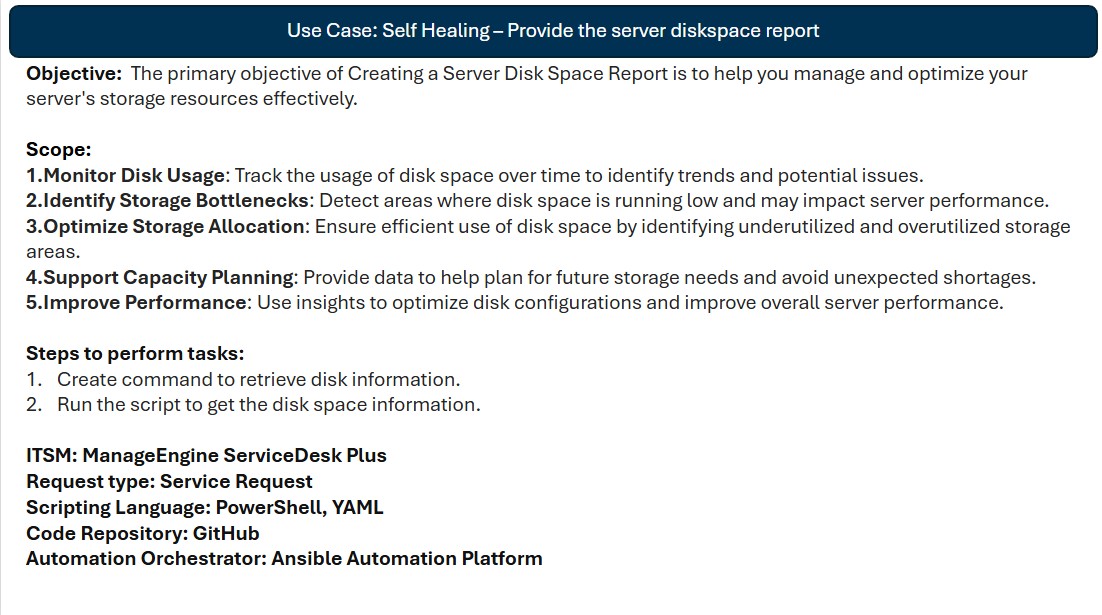 Use Case: Self Healing – Provide the server diskspace report
Objective: The primary objective of Creating a Server Disk Space Report is to help you manage and optimize your
server's storage resources effectively.
Scope:
1.Monitor Disk Usage: Track the usage of disk space over time to identify trends and potential issues.
2.Identify Storage Bottlenecks: Detect areas where disk space is running low and may impact server performance.
3.Optimize Storage Allocation: Ensure efficient use of disk space by identifying underutilized and overutilized storage
areas.
4.Support Capacity Planning: Provide data to help plan for future storage needs and avoid unexpected shortages.
5.Improve Performance: Use insights to optimize disk configurations and improve overall server performance.
Steps to perform tasks:
1. Create command to retrieve disk information.
2. Run the script to get the disk space information.
ITSM: ManageEngine ServiceDesk Plus
Request type: Service Request
Scripting Language: PowerShell, YAML
Code Repository: GitHub
Automation Orchestrator: Ansible Automation Platform